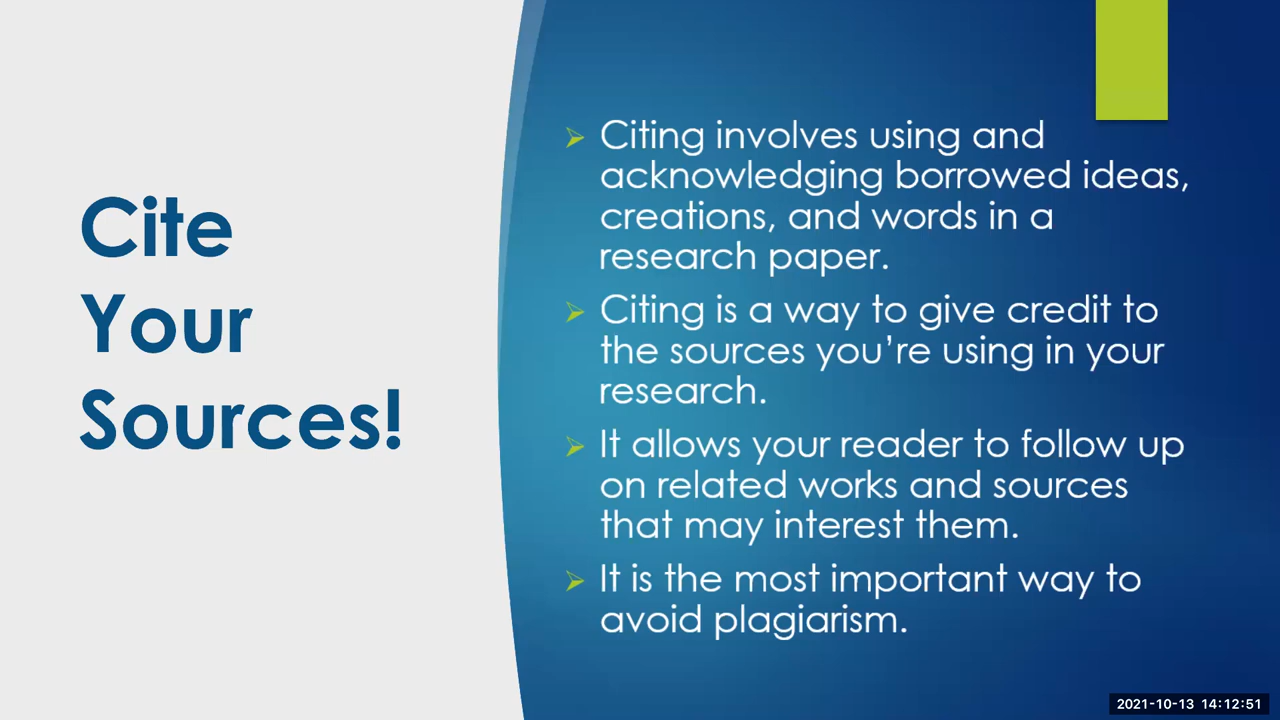 Cite
Your
Sources!
Citing involves using and
acknowledging borrowed ideas,
creations, and words in a
research paper.
Citing is a way to give credit to
the sources you’re using in your
research.
It allows your reader to follow up
on related works and sources
that may interest them.
It is the most important way to
avoid plagiarism.
2021-10-13 14:12:51